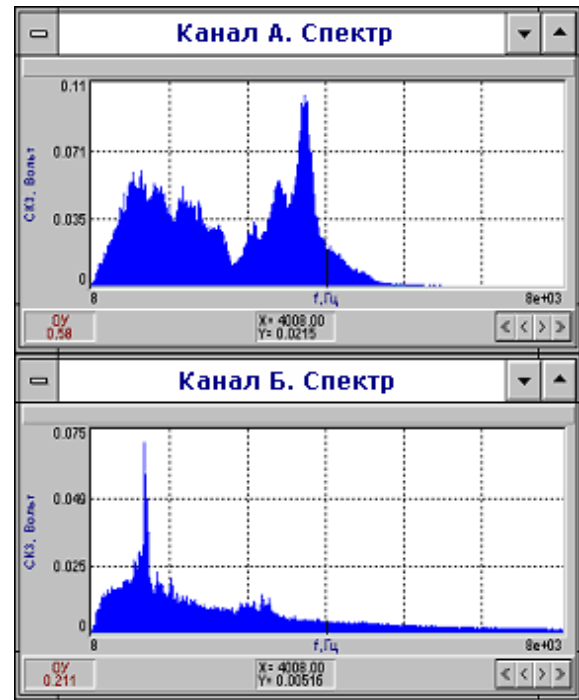 Канал А. Спектр
0.11
0.071
0.035
0
СКЗ, Вольт
8
f,Гц
8e+03
ОУ
0.58
X= 4008.00
Y= 0.0215
Канал Б. Спектр
0.075
0.025
0
СКЗ, Вольт
8
f,Гц
8e+03
ОУ
0.211
X= 4008.00
Y= 0.00516